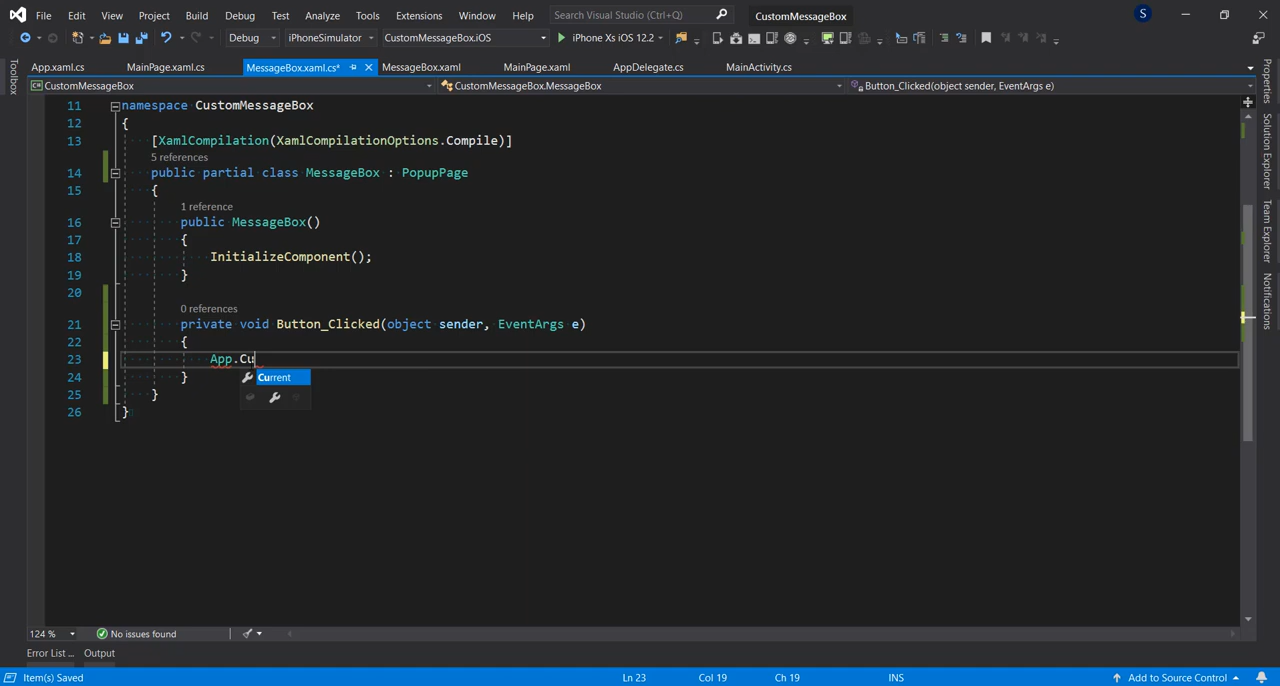 File Edit View Project Build Debug Test Analyze Tools Extensions Window Help Search Visual Studio (Ctrl+Q) CustomMessageBox S
Debug iPhoneSimulator CustomMessageBox.iOS iPhone Xs iOS 12.2
App.xaml.cs MainPage.xaml.cs MessageBox.xaml.cs* MessageBox.xaml MainPage.xaml AppDelegate.cs MainActivity.cs
CustomMessageBox CustomMessageBox.MessageBox Button_Clicked(object sender, EventArgs e)
Toolbox
Properties
Solution Explorer
Team Explorer
Notifications
11 namespace CustomMessageBox
12 {
13 [XamlCompilation(XamlCompilationOptions.Compile)]
5 references
14 public partial class MessageBox : PopupPage
15 {
1 reference
16 public MessageBox()
17 {
18 InitializeComponent();
19 }
20
0 references
21 private void Button_Clicked(object sender, EventArgs e)
22 {
23 App.Cu
Current
24 }
25 }
26 }
124 % No issues found
Error List ... Output
Item(s) Saved Ln 23 Col 19 Ch 19 INS Add to Source Control